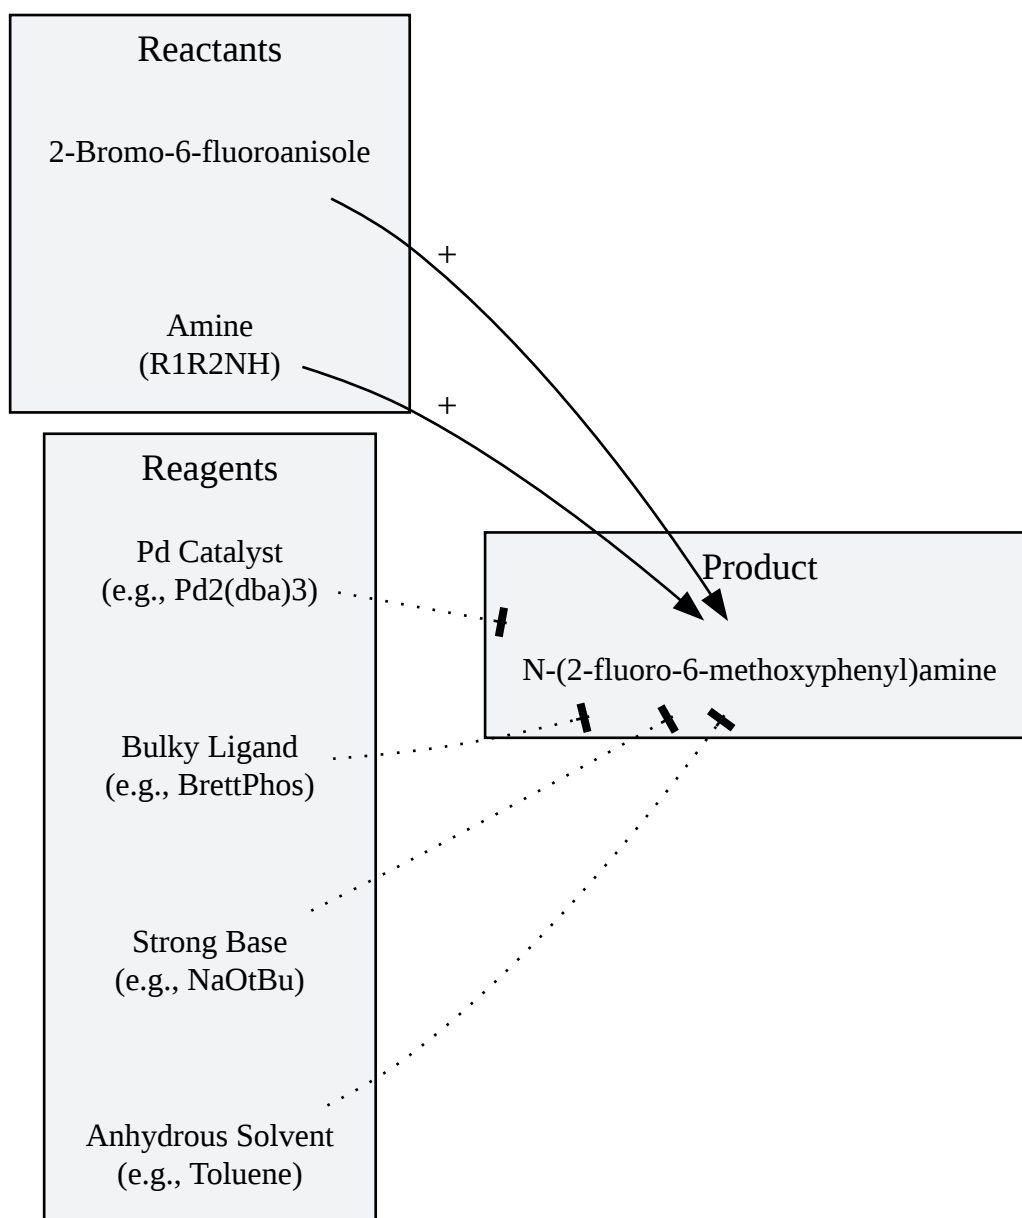 Reactants
2-Bromo-6-fluoroanisole
+
Amine
(R1R2NH)
+
Reagents
Pd Catalyst
(e.g., Pd2(dba)3)
Product
N-(2-fluoro-6-methoxyphenyl)amine
Bulky Ligand
(e.g., BrettPhos)
Strong Base
(e.g., NaOtBu)
Anhydrous Solvent
(e.g., Toluene)